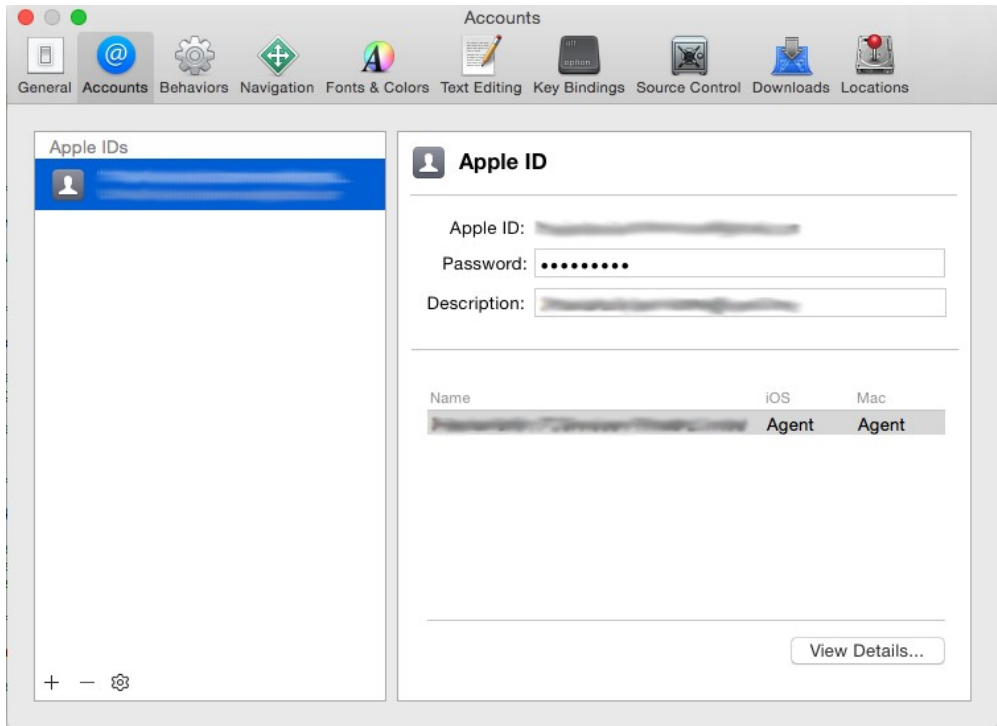 Accounts
General Accounts Behaviors Navigation Fonts & Colors Text Editing Key Bindings Source Control Downloads Locations
Apple IDs
Apple ID
Apple ID:
Password: •••••••••
Description:
Name iOS Mac
Agent Agent
View Details...